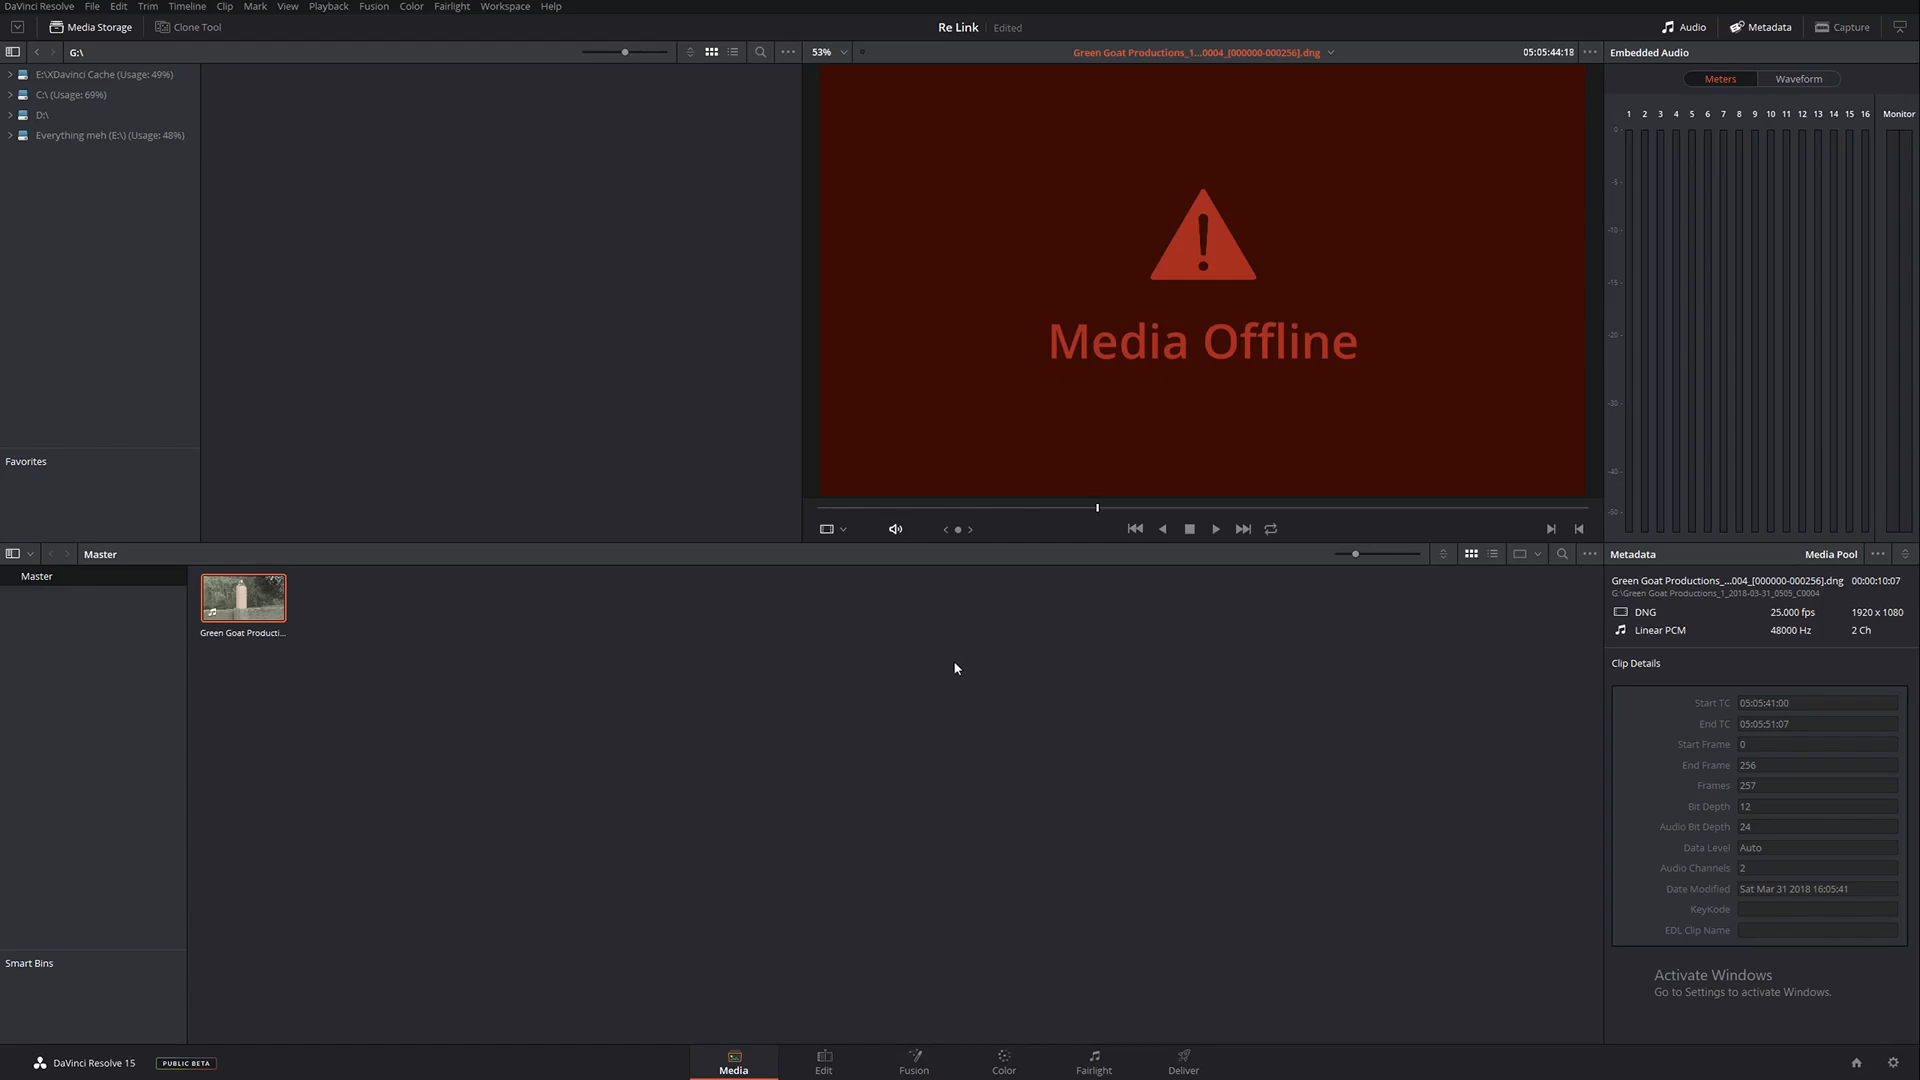 DaVinci Resolve File Edit Trim Timeline Clip Mark View Playback Fusion Color Fairlight Workspace Help
Media Storage Clone Tool Re Link Edited Audio Metadata Capture
G:\ 53% Green Goat Productions_1...0004_[000000-000256].dng 05:05:44:18 Embedded Audio
E:\XDavinci Cache (Usage: 49%)
C:\ (Usage: 69%)
D:\
Everything meh (E:\) (Usage: 48%)
Favorites
Media Offline
Meters Waveform
1 2 3 4 5 6 7 8 9 10 11 12 13 14 15 16 Monitor
0
-5
-10
-15
-20
-30
-40
-50
Master
Master
Green Goat Producti...
Smart Bins
Metadata Media Pool
Green Goat Productions_...004_[000000-000256].dng 00:00:10:07
G:\Green Goat Productions_1_2018-03-31_0505_C0004
DNG 25.000 fps 1920 x 1080
Linear PCM 48000 Hz 2 Ch
Clip Details
Start TC 05:05:41:00
End TC 05:05:51:07
Start Frame 0
End Frame 256
Frames 257
Bit Depth 12
Audio Bit Depth 24
Data Level Auto
Audio Channels 2
Date Modified Sat Mar 31 2018 16:05:41
KeyKode
EDL Clip Name
Activate Windows
Go to Settings to activate Windows.
DaVinci Resolve 15 PUBLIC BETA
Media Edit Fusion Color Fairlight Deliver